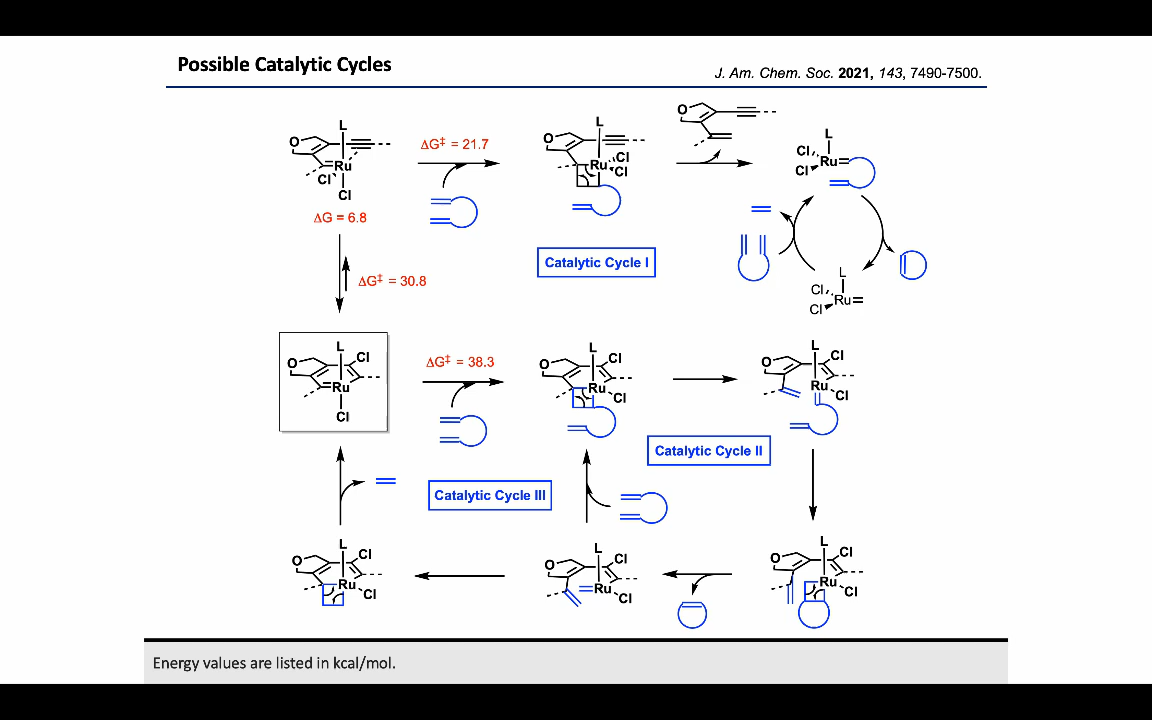 Possible Catalytic Cycles
J. Am. Chem. Soc. 2021, 143, 7490-7500.
O
L
Ru
Cl
Cl
ΔG = 6.8
ΔG‡ = 21.7
O
L
Ru
Cl
Cl
O
L
Cl
Cl
Ru
ΔG‡ = 30.8
Catalytic Cycle I
L
Cl
Cl
Ru
O
L
Cl
Ru
Cl
ΔG‡ = 38.3
O
L
Cl
Ru
Cl
O
L
Cl
Ru
Cl
Catalytic Cycle II
Catalytic Cycle III
O
L
Cl
Ru
Cl
O
L
Cl
Ru
Cl
O
L
Cl
Ru
Cl
Energy values are listed in kcal/mol.